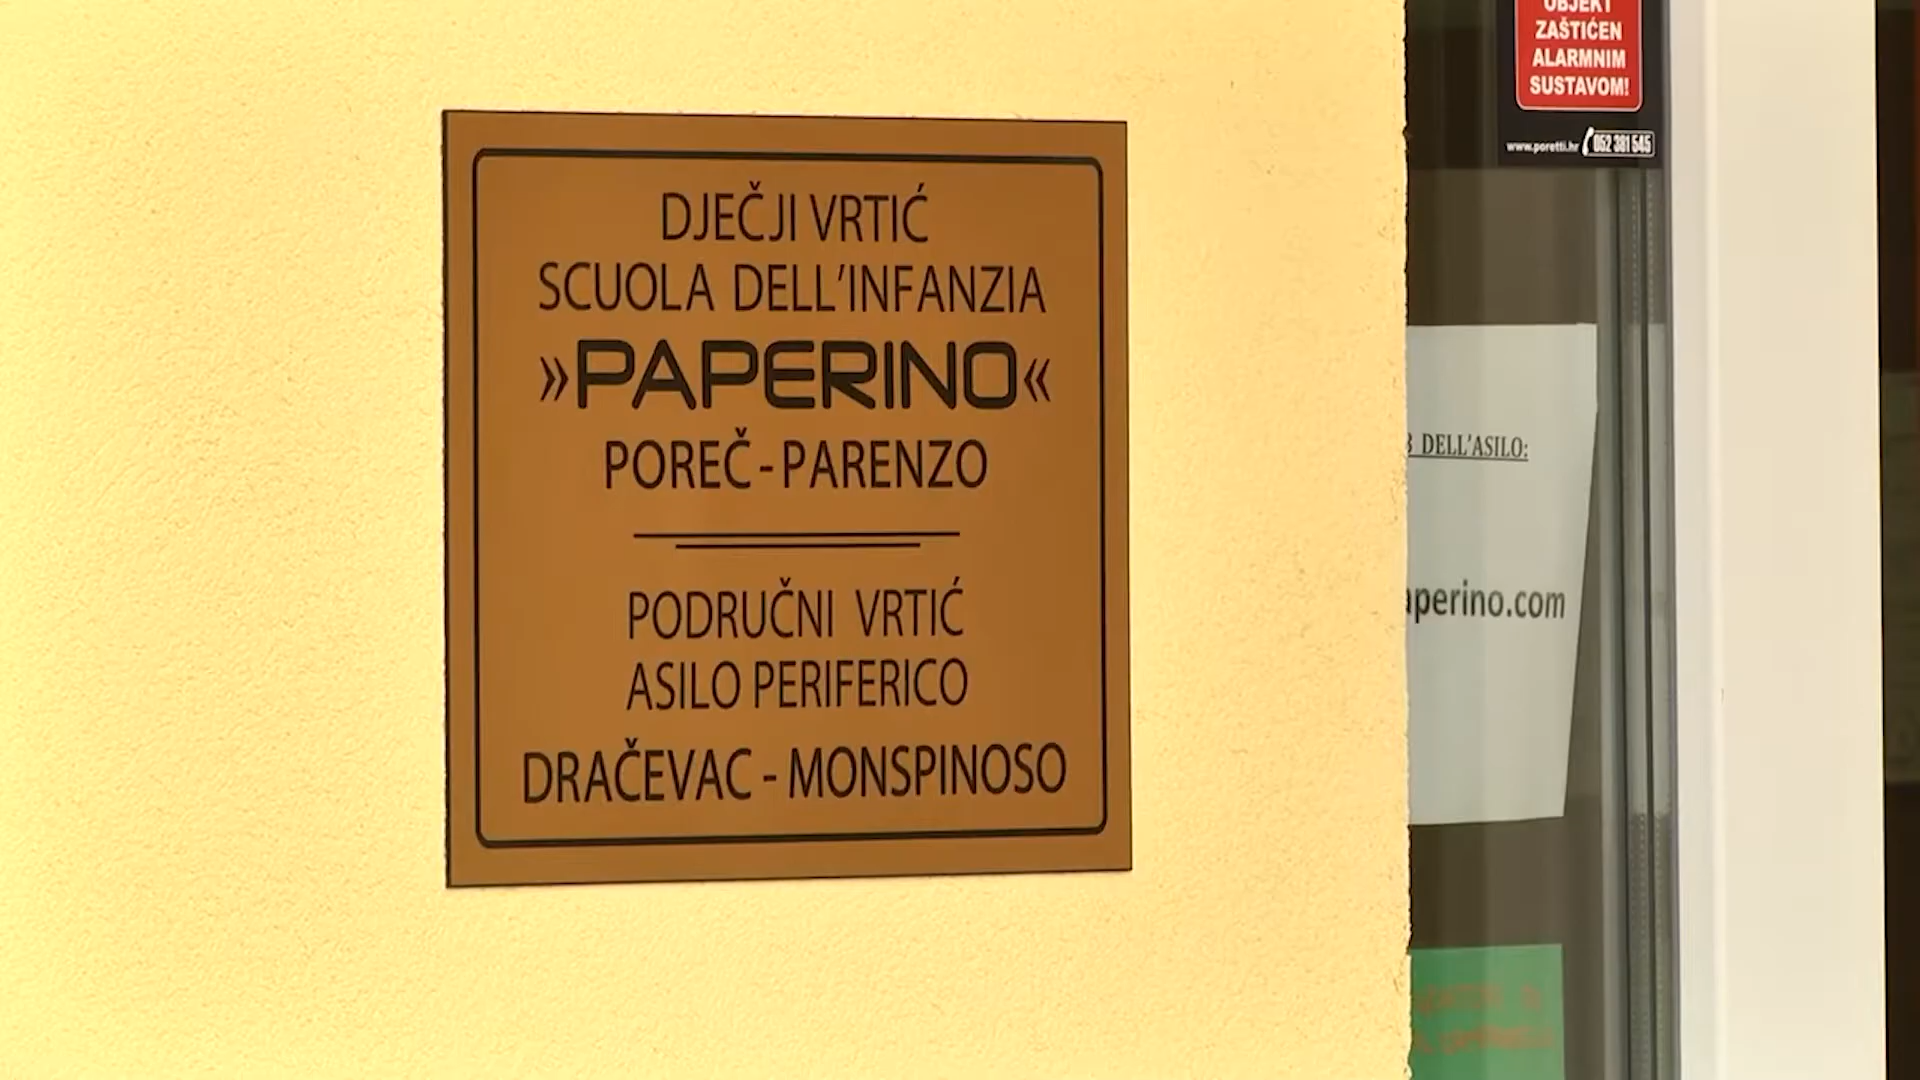 DJEČJI VRTIĆ
SCUOLA DELL'INFANZIA
»PAPERINO«
POREČ-PARENZO
PODRUČNI VRTIĆ
ASILO PERIFERICO
DRAČEVAC - MONSPINOSO
OBJEKT
ZAŠTIĆEN
ALARMNIM
SUSTAVOM!
www.poretti.hr 052 381 545
DELL'ASILO:
aperino.com